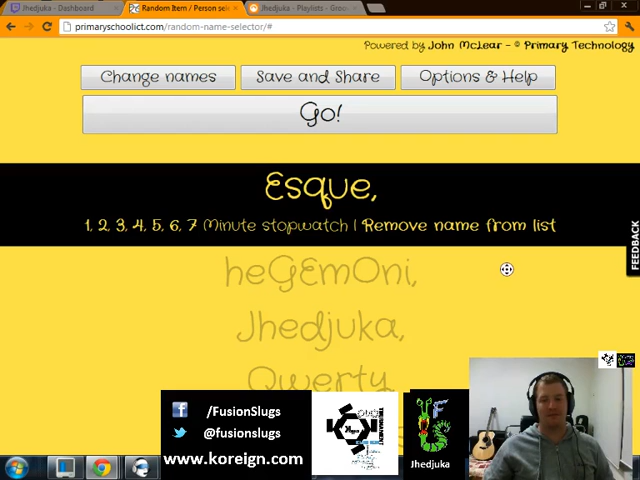 Jhedjuka - Dashboard
Random Item / Person sele
Jhedjuka - Playlists - Groo
primaryschoolict.com/random-name-selector/#
Powered by John McLear - © Primary Technology
Change names
Save and Share
Options & Help
Go!
Esque,
1, 2, 3, 4, 5, 6, 7 Minute stopwatch | Remove name from list
FEEDBACK
heGEmOni,
Jhedjuka,
Qwerty
/FusionSlugs
@fusionslugs
www.koreign.com
Jhedjuka